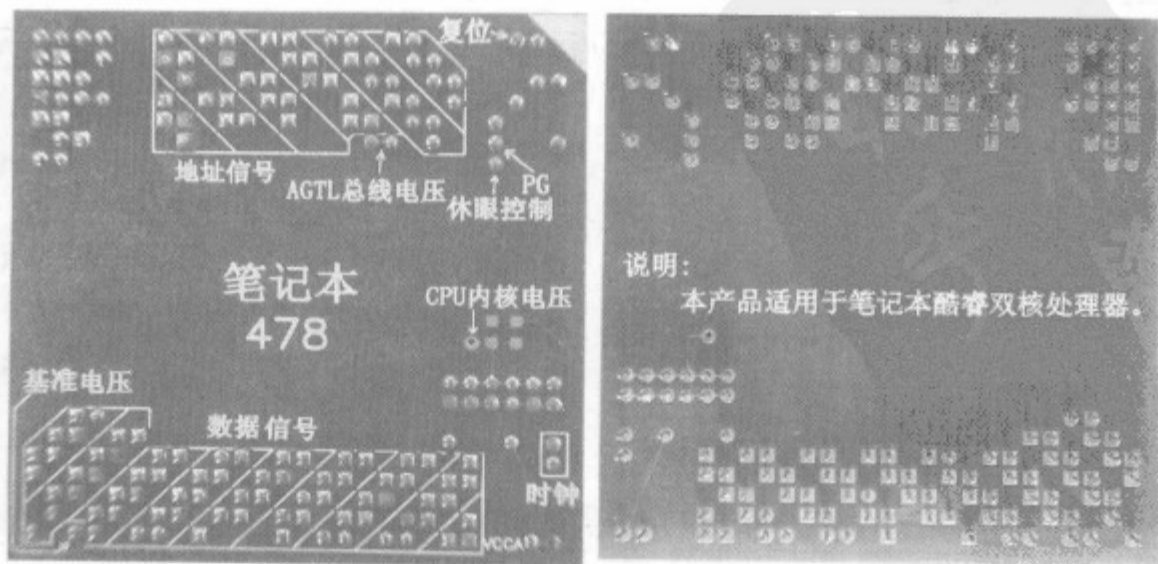 复位
地址信号
AGTL总线电压
PG
休眠控制
笔记本
478
CPU内核电压
基准电压
数据信号
时钟
VCCA
说明:
本产品适用于笔记本酷睿双核处理器。